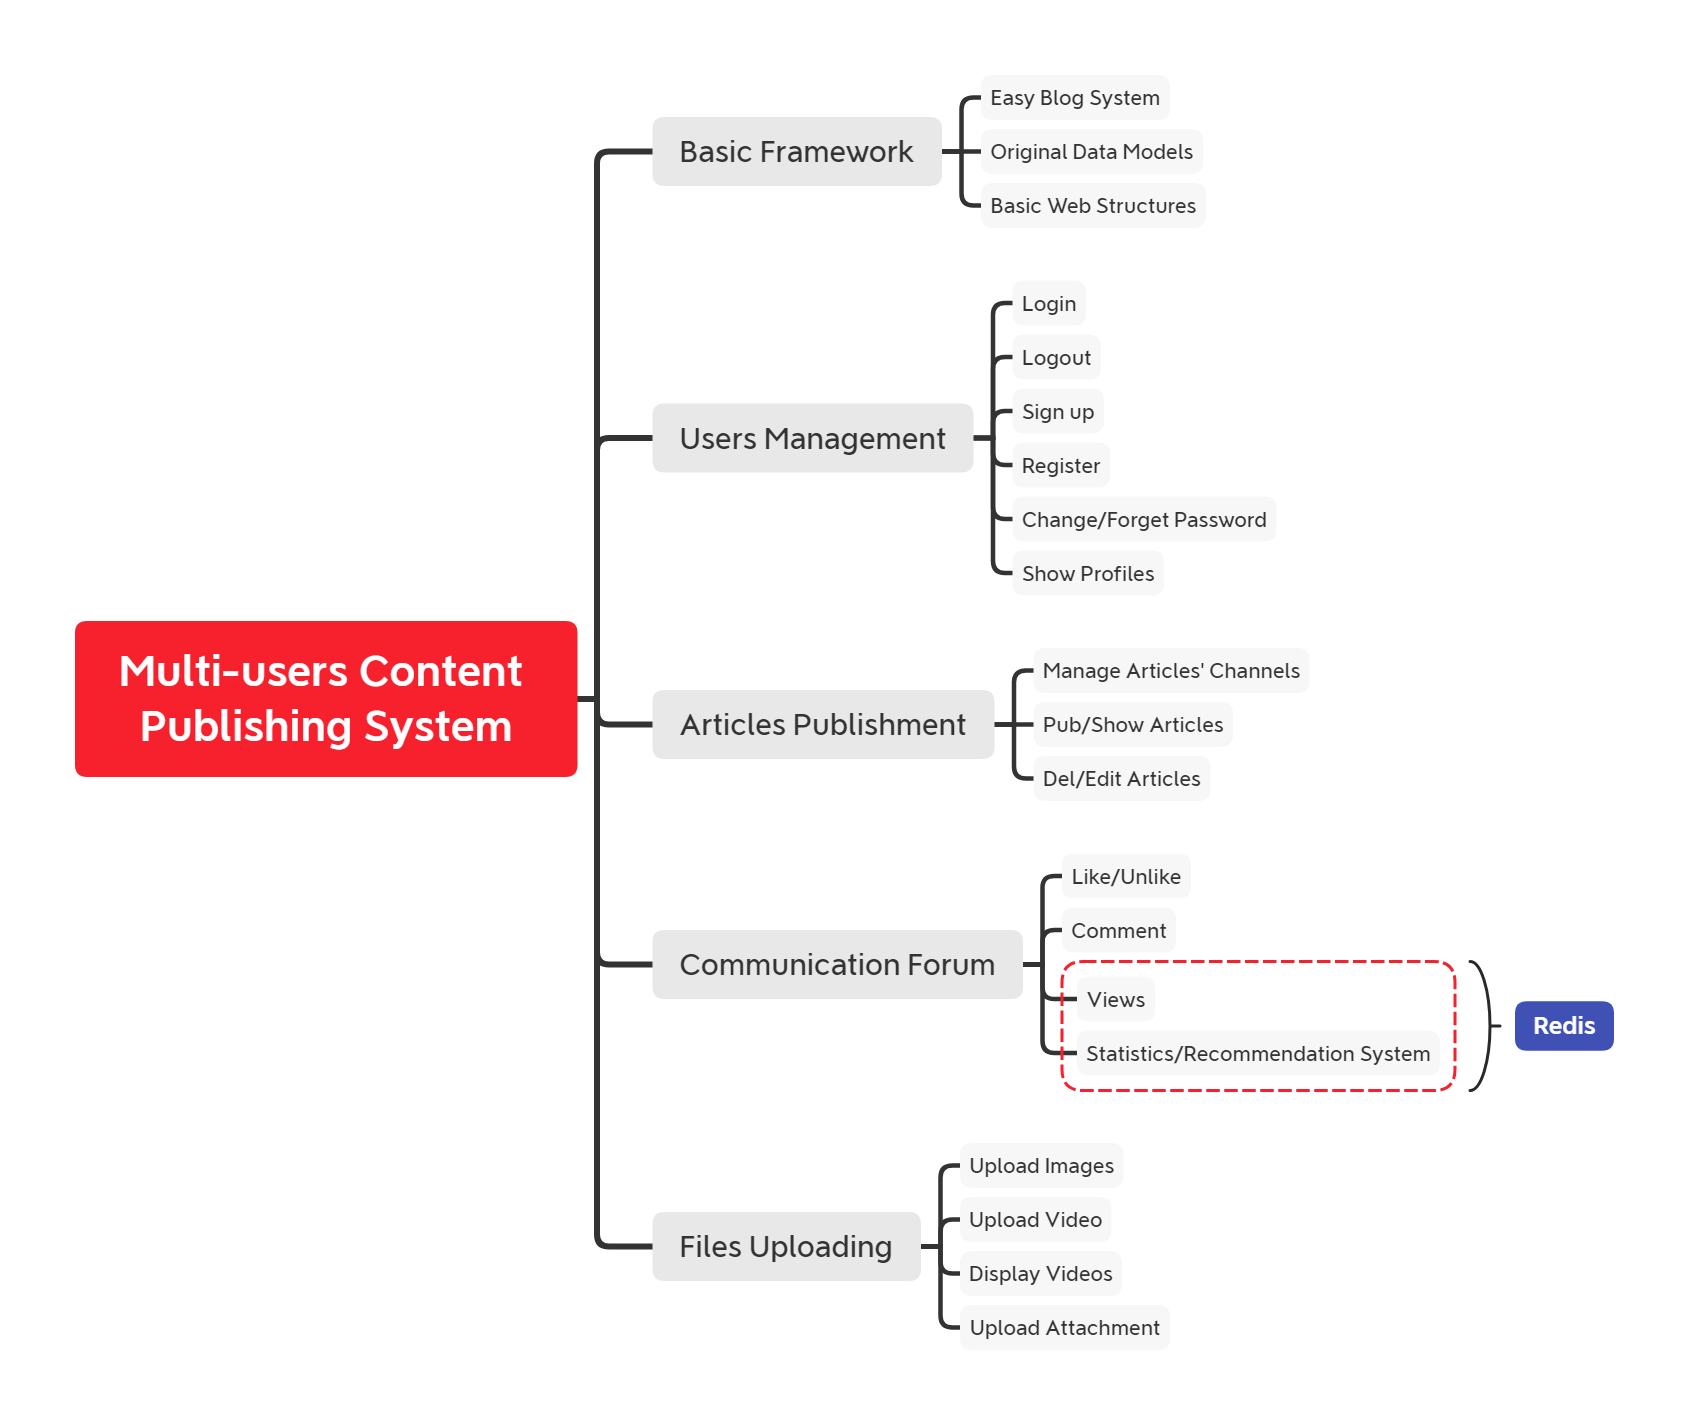 Multi-users Content
Publishing System
Basic Framework
Easy Blog System
Original Data Models
Basic Web Structures
Users Management
Login
Logout
Sign up
Register
Change/Forget Password
Show Profiles
Articles Publishment
Manage Articles' Channels
Pub/Show Articles
Del/Edit Articles
Communication Forum
Like/Unlike
Comment
Views
Statistics/Recommendation System
Redis
Files Uploading
Upload Images
Upload Video
Display Videos
Upload Attachment